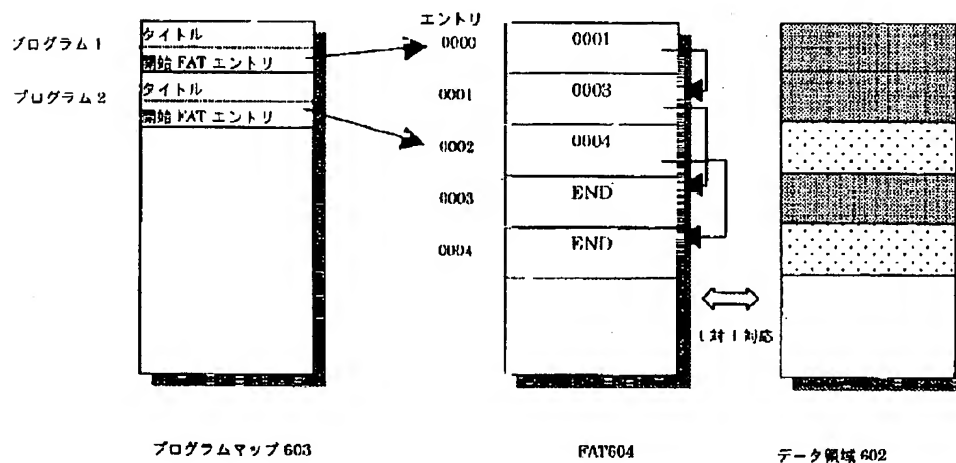 プログラム1
タイトル
開始 FAT エントリ
プログラム2
タイトル
開始 FAT エントリ
エントリ
0000
0001
0002
0003
0004
0001
0003
0004
END
END
1対1対応
プログラムマップ 603
FAT604
データ領域 602